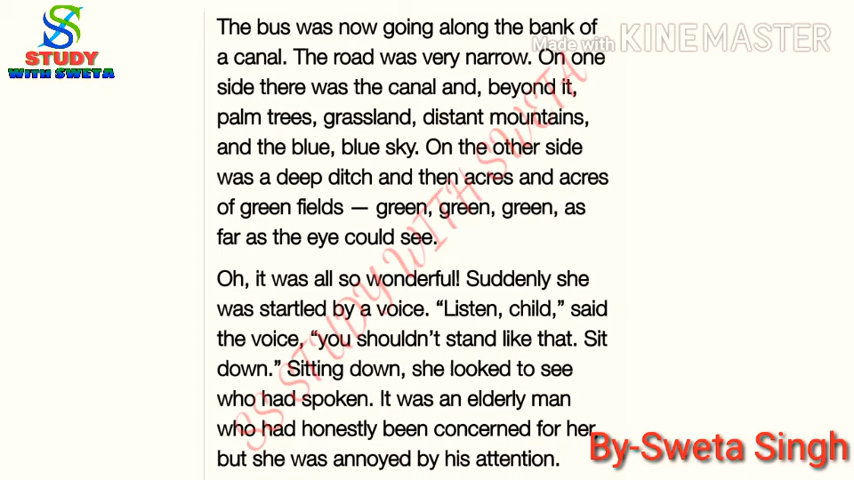 The bus was now going along the bank of
a canal. The road was very narrow. On one
side there was the canal and, beyond it,
palm trees, grassland, distant mountains,
and the blue, blue sky. On the other side
was a deep ditch and then acres and acres
of green fields — green, green, green, as
far as the eye could see.
Oh, it was all so wonderful! Suddenly she
was startled by a voice. “Listen, child,” said
the voice, “you shouldn’t stand like that. Sit
down.” Sitting down, she looked to see
who had spoken. It was an elderly man
who had honestly been concerned for her,
but she was annoyed by his attention.
S
STUDY
WITH SWETA
Made with KINEMASTER
SS STUDY WITH SWETA
By-Sweta Singh